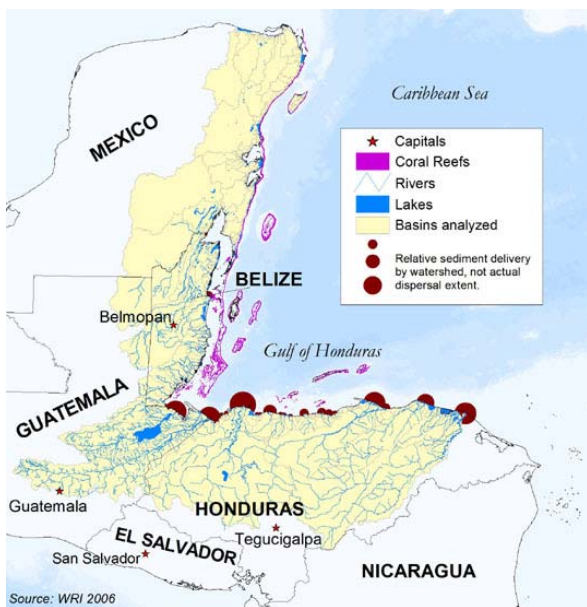 Caribbean Sea
MEXICO
Capitals
Coral Reefs
Rivers
Lakes
Basins analyzed
Relative sediment delivery
by watershed, not actual
dispersal extent.
BELIZE
Belmopan
Gulf of Honduras
GUATEMALA
Guatemala
HONDURAS
Tegucigalpa
EL SALVADOR
San Salvador
NICARAGUA
Source: WRI 2006